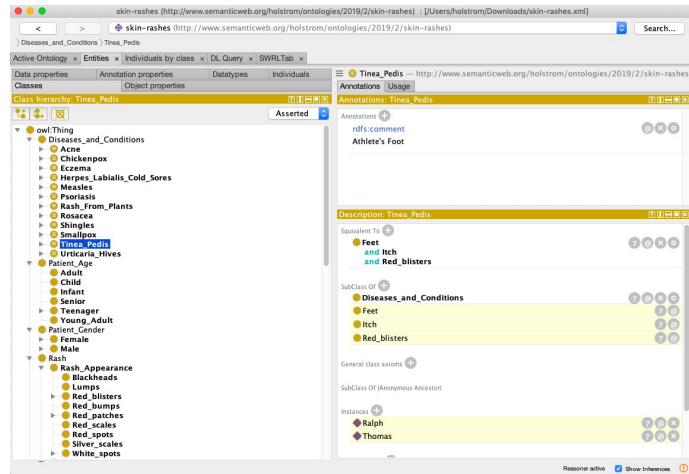 skin-rashes (http://www.semanticweb.org/holstrom/ontologies/2019/2/skin-rashes) : [/Users/holstrom/Downloads/skin-rashes.xml]
< > skin-rashes (http://www.semanticweb.org/holstrom/ontologies/2019/2/skin-rashes) Search...
Diseases_and_Conditions Tinea_Pedis
Active Ontology × Entities × Individuals by class × DL Query × SWRLTab ×
Data properties Annotation properties Datatypes Individuals
Classes Object properties
Class hierarchy: Tinea_Pedis
Asserted
owl:Thing
Diseases_and_Conditions
Acne
Chickenpox
Eczema
Herpes_Labialis_Cold_Sores
Measles
Psoriasis
Rash_From_Plants
Rosacea
Shingles
Smallpox
Tinea_Pedis
Urticaria_Hives
Patient_Age
Adult
Child
Infant
Senior
Teenager
Young_Adult
Patient_Gender
Female
Male
Rash
Rash_Appearance
Blackheads
Lumps
Red_blisters
Red_bumps
Red_patches
Red_scales
Red_spots
Silver_scales
White_spots
Tinea_Pedis — http://www.semanticweb.org/holstrom/ontologies/2019/2/skin-rashes
Annotations Usage
Annotations: Tinea_Pedis
Annotations
rdfs:comment
Athlete's Foot
Description: Tinea_Pedis
Equivalent To
Feet
and Itch
and Red_blisters
SubClass Of
Diseases_and_Conditions
Feet
Itch
Red_blisters
General class axioms
SubClass Of (Anonymous Ancestor)
Instances
Ralph
Thomas
Reasoner active Show Inferences